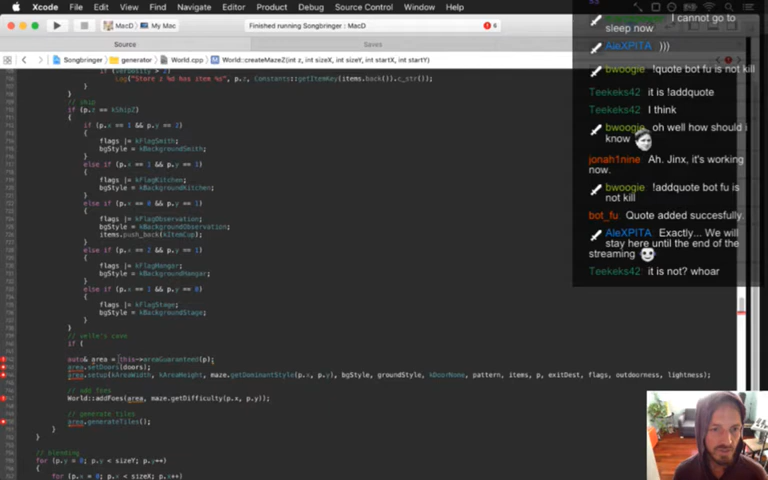 Xcode File Edit View Find Navigate Editor Product Debug Source Control Window Help
MacD My Mac
Finished running Songbringer : MacD
6
Source
Saves
Songbringer
generator
World.cpp
World::createMazeZ(int z, int sizeX, int sizeY, int startX, int startY)
Log("Store z %d has item %s", p.z, Constants::getItemKey(items.back()).c_str());
}
// ship
if (p.z == kShipZ)
{
if (p.x == 1 && p.y == 2)
{
flags |= kFlagSmith;
bgStyle = kBackgroundSmith;
}
else if (p.x == 1 && p.y == 1)
{
flags |= kFlagKitchen;
bgStyle = kBackgroundKitchen;
}
else if (p.x == 0 && p.y == 1)
{
flags |= kFlagObservation;
bgStyle = kBackgroundObservation;
items.push_back(kItemCup);
}
else if (p.x == 2 && p.y == 1)
{
flags |= kFlagHangar;
bgStyle = kBackgroundHangar;
}
else if (p.x == 1 && p.y == 0)
{
flags |= kFlagStage;
bgStyle = kBackgroundStage;
}
}
// velle's cave
if (
auto& area = this->areaGuaranteed(p);
area.setDoors(doors);
area.setup(kAreaWidth, kAreaHeight, maze.getDominantStyle(p.x, p.y), bgStyle, groundStyle, kDoorNone, pattern, items, p, exitDest, flags, outdoorness, lightness);
// add foes
World::addFoes(area, maze.getDifficulty(p.x, p.y));
// generate tiles
area.generateTiles();
}
}
// blending
for (p.y = 0; p.y < sizeY; p.y++)
{
for (p.x = 0; p.x < sizeX; p.x++)
I cannot go to
sleep now
AleXPITA )))
bwoogie !quote bot fu is not kill
Teekeks42 it is !addquote
Teekeks42 I think
bwoogie oh well how should i
know
jonah1nine Ah. Jinx, it's working
now.
bwoogie !addquote bot fu is
not kill
bot_fu Quote added succesfully.
AleXPITA Exactly... We will
stay here until the end of the
streaming
Teekeks42 it is not? whoar